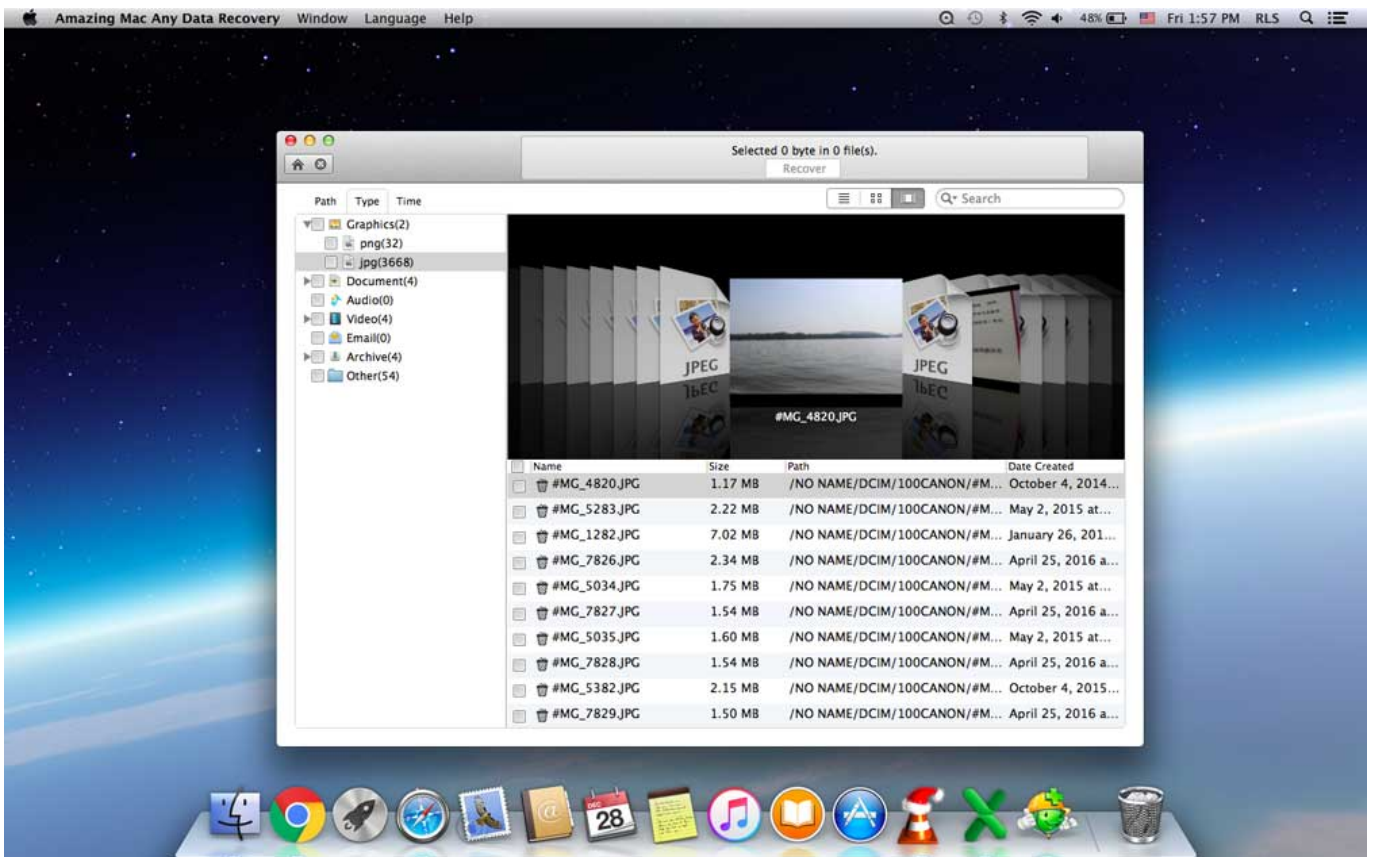 Amazing Mac Any Data Recovery Window Language Help 48% Fri 1:57 PM RLS
Selected 0 byte in 0 file(s).
Recover
Path Type Time
Search
Graphics(2)
png(32)
jpg(3668)
Document(4)
Audio(0)
Video(4)
Email(0)
Archive(4)
Other(54)
JPEG
JPEG
#MG_4820.JPG
Name Size Path Date Created
#MG_4820.JPG 1.17 MB /NO NAME/DCIM/100CANON/#M... October 4, 2014...
#MG_5283.JPG 2.22 MB /NO NAME/DCIM/100CANON/#M... May 2, 2015 at...
#MG_1282.JPG 7.02 MB /NO NAME/DCIM/100CANON/#M... January 26, 201...
#MG_7826.JPG 2.34 MB /NO NAME/DCIM/100CANON/#M... April 25, 2016 a...
#MG_5034.JPG 1.75 MB /NO NAME/DCIM/100CANON/#M... May 2, 2015 at...
#MG_7827.JPG 1.54 MB /NO NAME/DCIM/100CANON/#M... April 25, 2016 a...
#MG_5035.JPG 1.60 MB /NO NAME/DCIM/100CANON/#M... May 2, 2015 at...
#MG_7828.JPG 1.54 MB /NO NAME/DCIM/100CANON/#M... April 25, 2016 a...
#MG_5382.JPG 2.15 MB /NO NAME/DCIM/100CANON/#M... October 4, 2015...
#MG_7829.JPG 1.50 MB /NO NAME/DCIM/100CANON/#M... April 25, 2016 a...
DEC
28